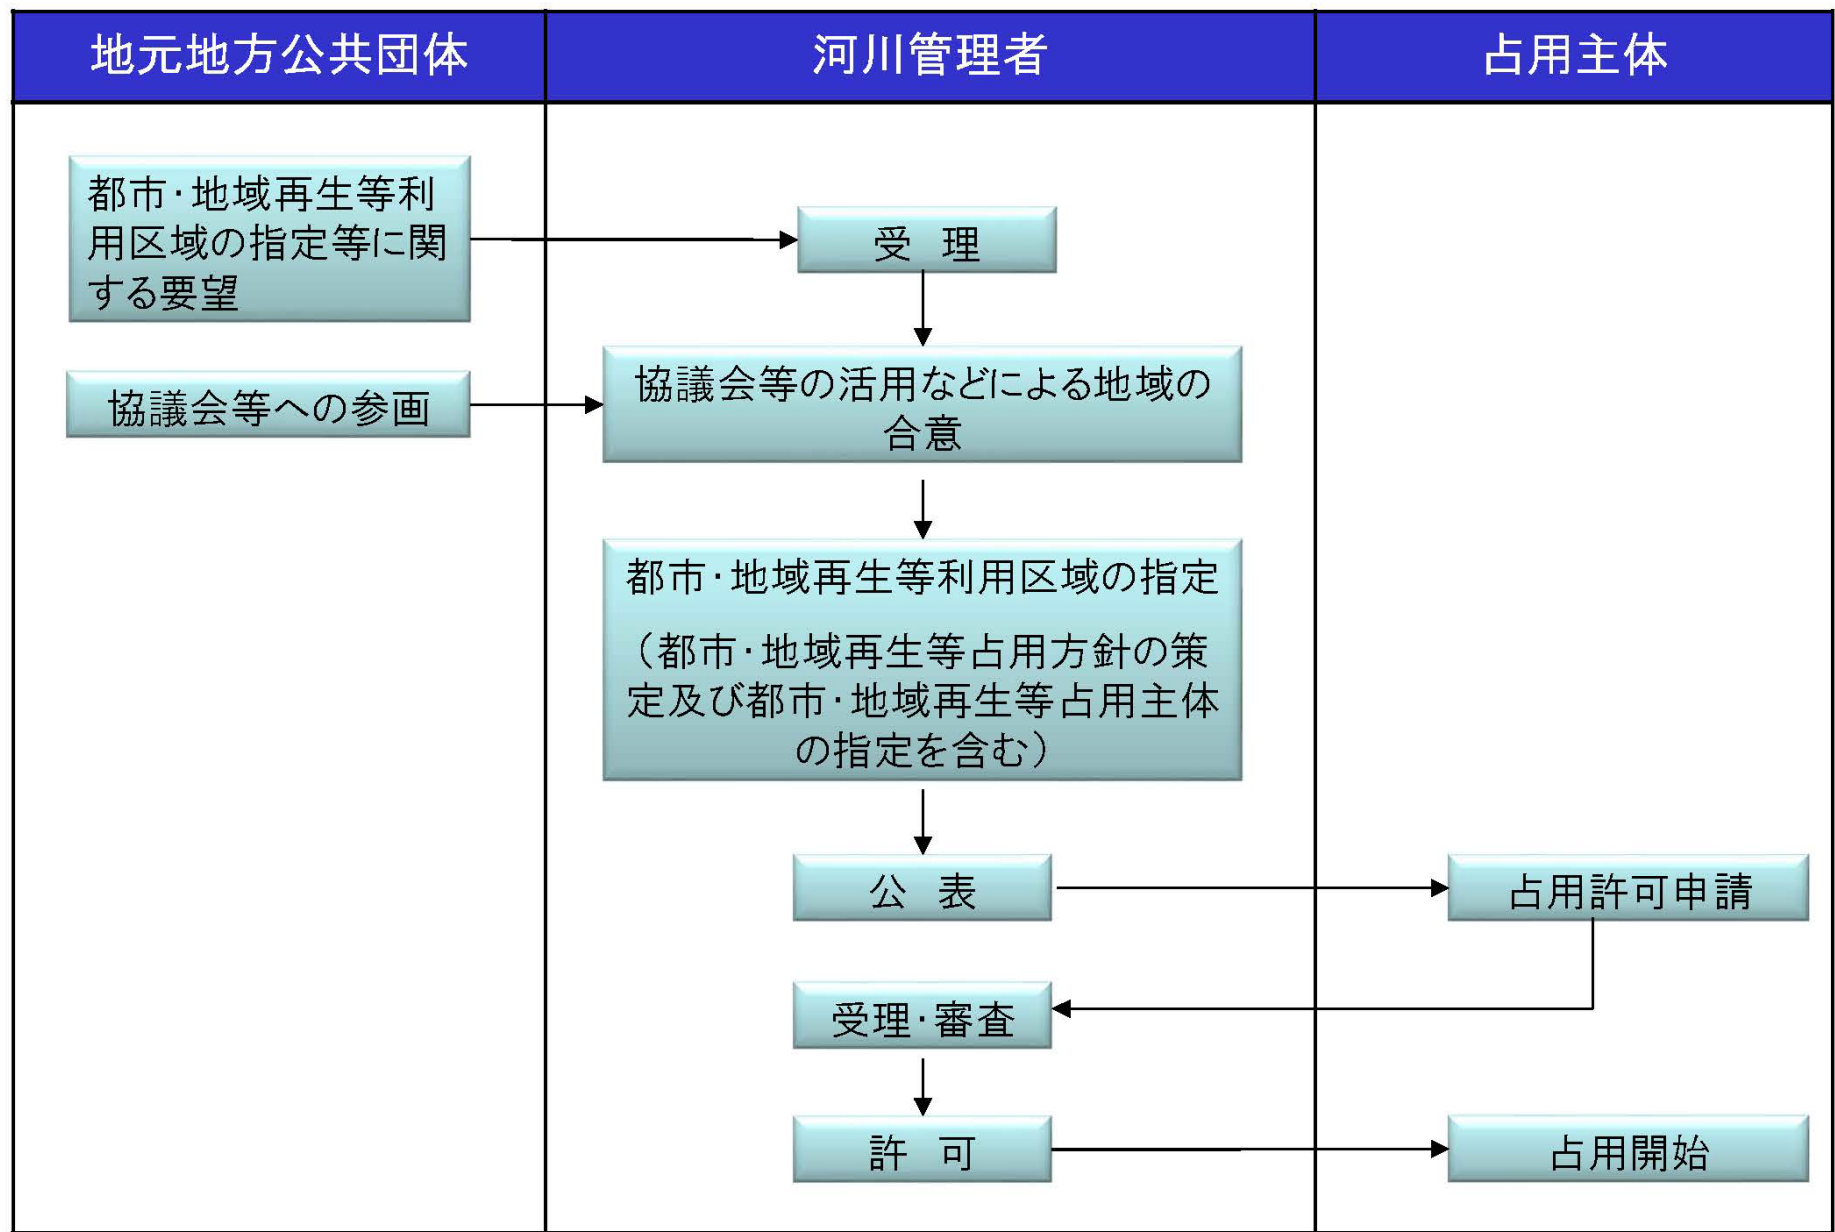 地元地方公共団体
河川管理者
占用主体
都市・地域再生等利
用区域の指定等に関
する要望
受 理
協議会等への参画
協議会等の活用などによる地域の
合意
都市・地域再生等利用区域の指定
（都市・地域再生等占用方針の策
定及び都市・地域再生等占用主体
の指定を含む）
公 表
占用許可申請
受理・審査
許 可
占用開始